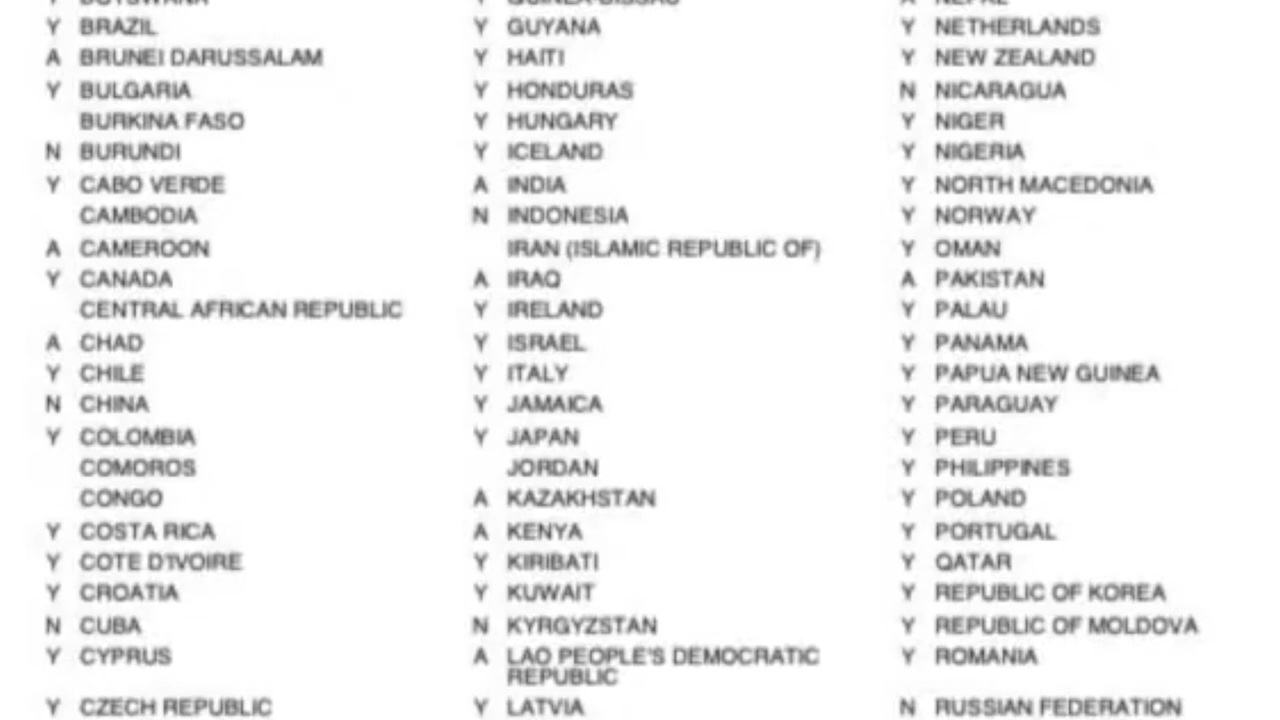 Y BOTSWANA
Y BRAZIL
A BRUNEI DARUSSALAM
Y BULGARIA
BURKINA FASO
N BURUNDI
Y CABO VERDE
CAMBODIA
A CAMEROON
Y CANADA
CENTRAL AFRICAN REPUBLIC
A CHAD
Y CHILE
N CHINA
Y COLOMBIA
COMOROS
CONGO
Y COSTA RICA
Y COTE D'IVOIRE
Y CROATIA
N CUBA
Y CYPRUS
Y CZECH REPUBLIC
Y GUINEA-BISSAU
Y GUYANA
Y HAITI
Y HONDURAS
Y HUNGARY
Y ICELAND
A INDIA
N INDONESIA
IRAN (ISLAMIC REPUBLIC OF)
A IRAQ
Y IRELAND
Y ISRAEL
Y ITALY
Y JAMAICA
Y JAPAN
JORDAN
A KAZAKHSTAN
A KENYA
Y KIRIBATI
Y KUWAIT
N KYRGYZSTAN
A LAO PEOPLE'S DEMOCRATIC
REPUBLIC
Y LATVIA
A NEPAL
Y NETHERLANDS
Y NEW ZEALAND
N NICARAGUA
Y NIGER
Y NIGERIA
Y NORTH MACEDONIA
Y NORWAY
Y OMAN
A PAKISTAN
Y PALAU
Y PANAMA
Y PAPUA NEW GUINEA
Y PARAGUAY
Y PERU
Y PHILIPPINES
Y POLAND
Y PORTUGAL
Y QATAR
Y REPUBLIC OF KOREA
Y REPUBLIC OF MOLDOVA
Y ROMANIA
N RUSSIAN FEDERATION